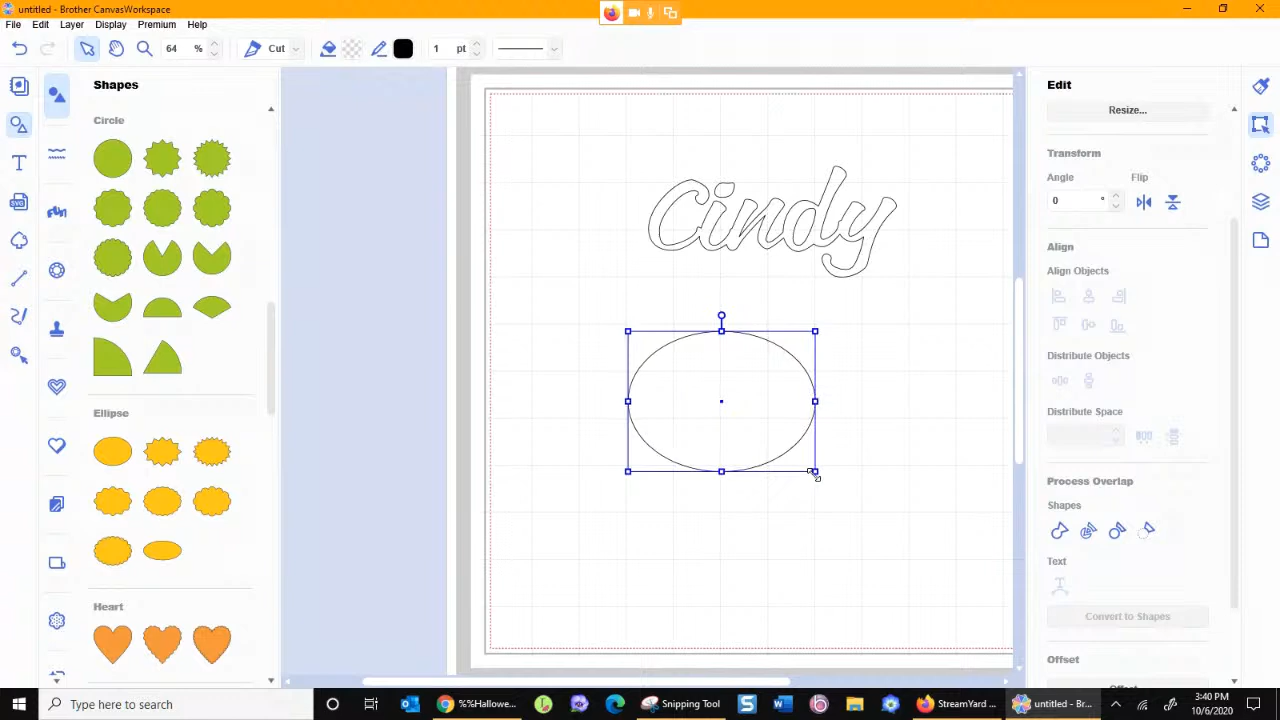 untitled - Brother CanvasWorkspace
File Edit Layer Display Premium Help
64 % Cut 1 pt
Shapes
Circle
Ellipse
Heart
Cindy
Edit
Resize...
Transform
Angle Flip
0 °
Align
Align Objects
Distribute Objects
Distribute Space
Process Overlap
Shapes
Text
Convert to Shapes
Offset
Type here to search
%%Hallowe...
Snipping Tool
StreamYard ...
untitled - Br...
3:40 PM
10/6/2020